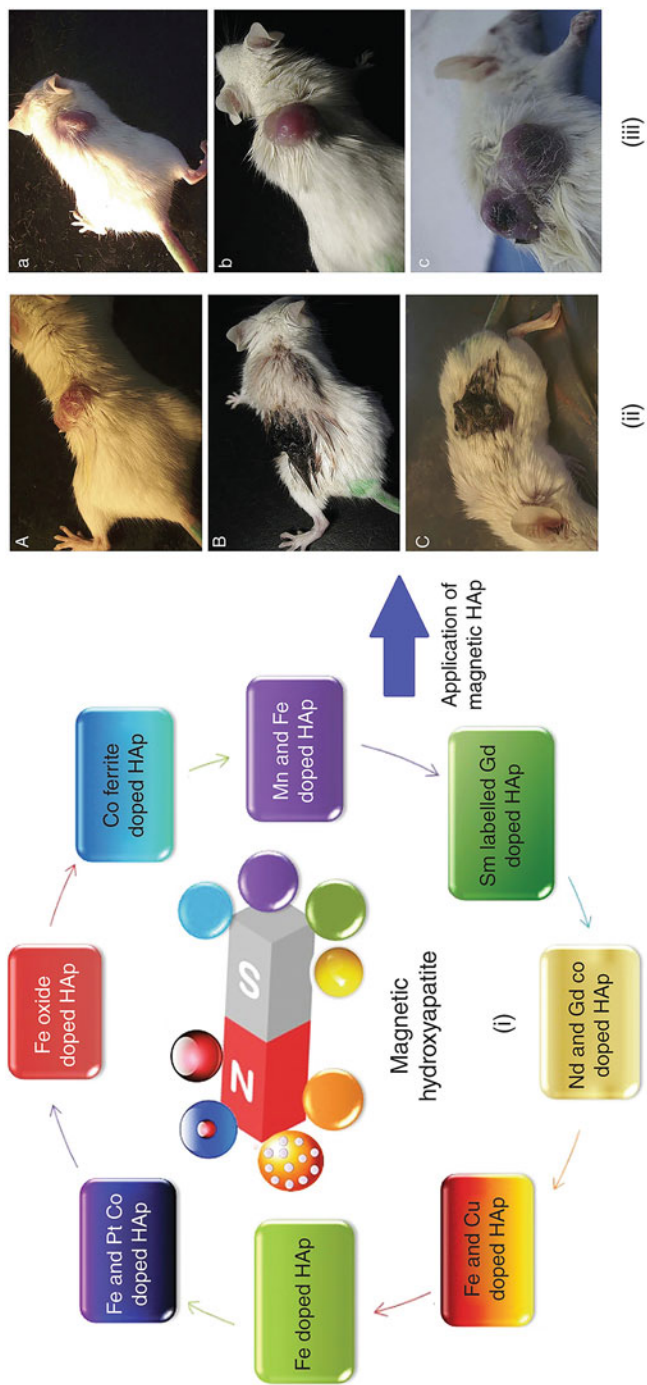 Fe oxide
doped HAp
Co ferrite
doped HAp
Mn and Fe
doped HAp
Sm labelled Gd
doped HAp
Nd and Gd co
doped HAp
Fe and Cu
doped HAp
Fe doped HAp
Fe and Pt Co
doped HAp
N
S
Magnetic
hydroxyapatite
(i)
Application of
magnetic HAp
A
B
C
(ii)
a
b
c
(iii)